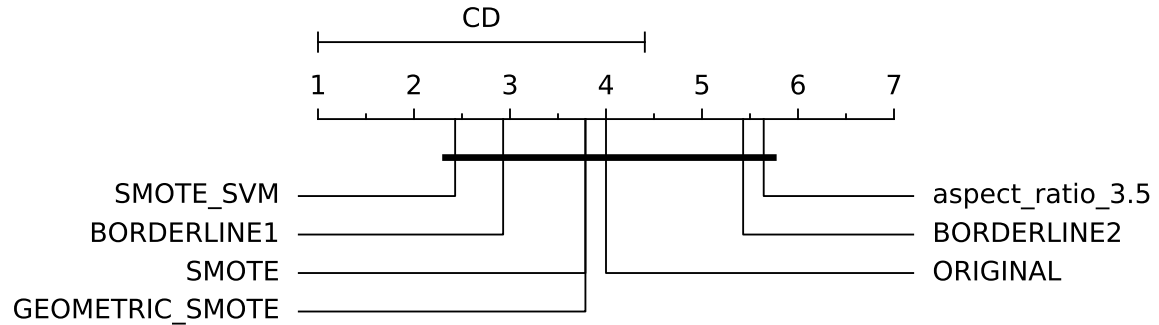 CD
1 2 3 4 5 6 7
SMOTE_SVM
BORDERLINE1
SMOTE
GEOMETRIC_SMOTE
aspect_ratio_3.5
BORDERLINE2
ORIGINAL